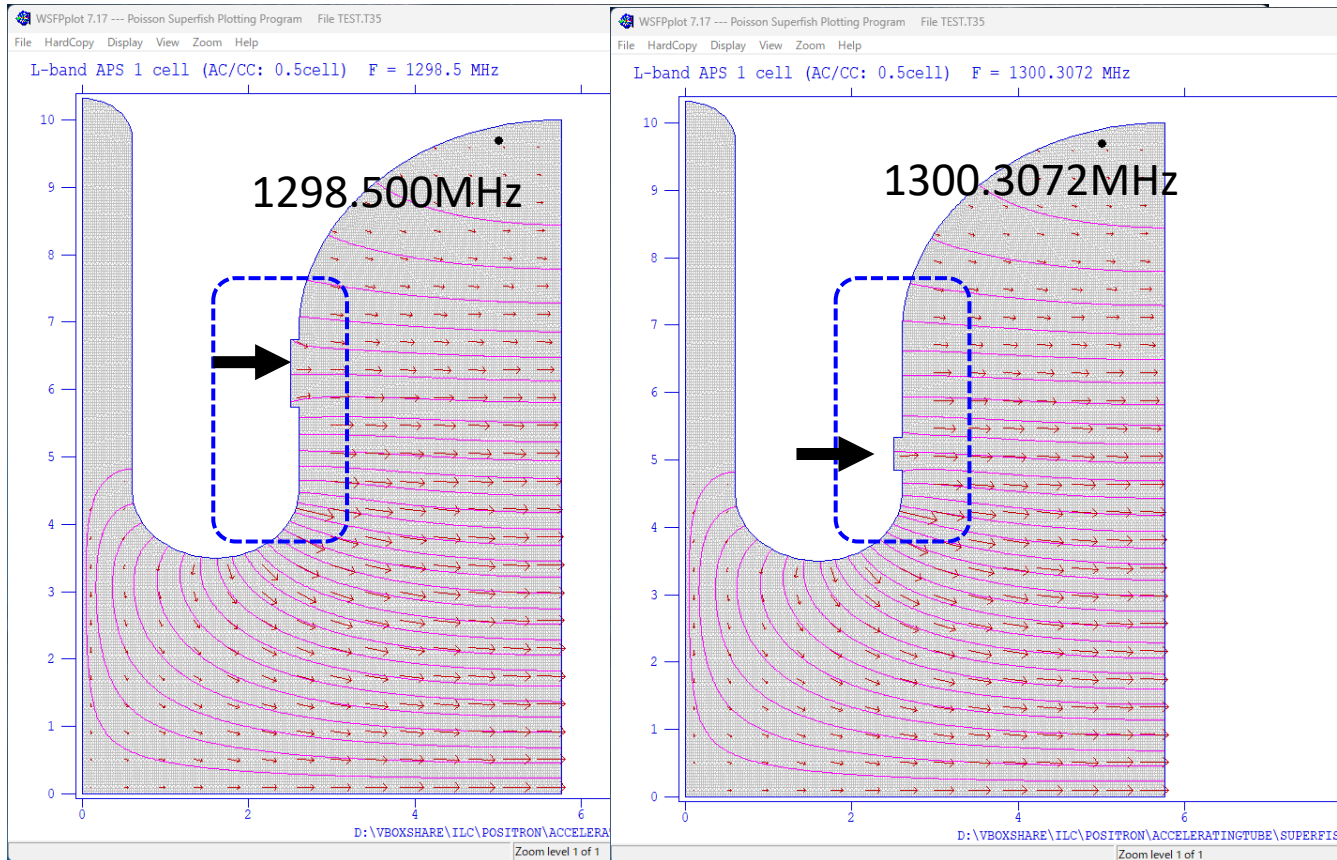 WSFPplot 7.17 --- Poisson Superfish Plotting Program File TEST.T35
File HardCopy Display View Zoom Help
L-band APS 1 cell (AC/CC: 0.5cell) F = 1298.5 MHz
10
9
8
7
6
5
4
3
2
1
0
1298.500MHz
0 2 4 6
D:\VBOXSHARE\ILC\POSITRON\ACCELERA
Zoom level 1 of 1
WSFPplot 7.17 --- Poisson Superfish Plotting Program File TEST.T35
File HardCopy Display View Zoom Help
L-band APS 1 cell (AC/CC: 0.5cell) F = 1300.3072 MHz
10
9
8
7
6
5
4
3
2
1
0
1300.3072MHz
0 2 4 6
D:\VBOXSHARE\ILC\POSITRON\ACCELERATINGTUBE\SUPERFIS
Zoom level 1 of 1